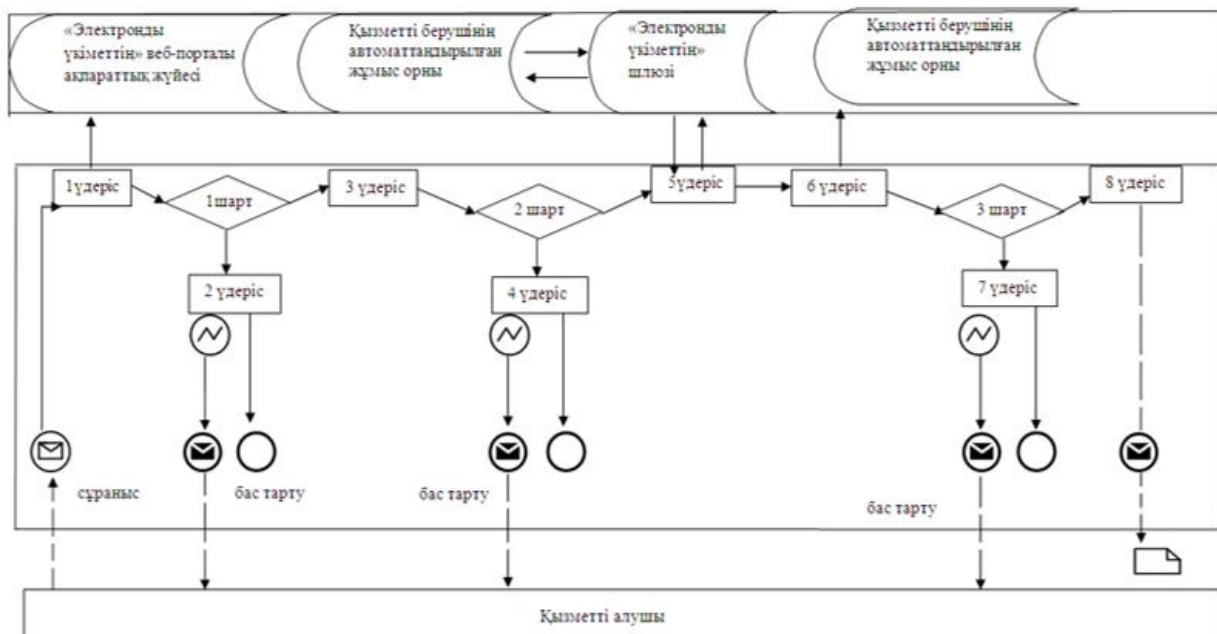 «Электронды
үкіметтің» веб-порталы
ақпараттық жүйесі
Қызметті берушінің
автоматтандырылған
жұмыс орны
«Электронды
үкіметтің»
шлюзі
Қызметті берушінің
автоматтандырылған
жұмыс орны
1үдеріс
1шарт
3 үдеріс
2 шарт
5үдеріс
6 үдеріс
3 шарт
8 үдеріс
2 үдеріс
4 үдеріс
7 үдеріс
сұраныс
бас тарту
бас тарту
бас тарту
Қызметті алушы